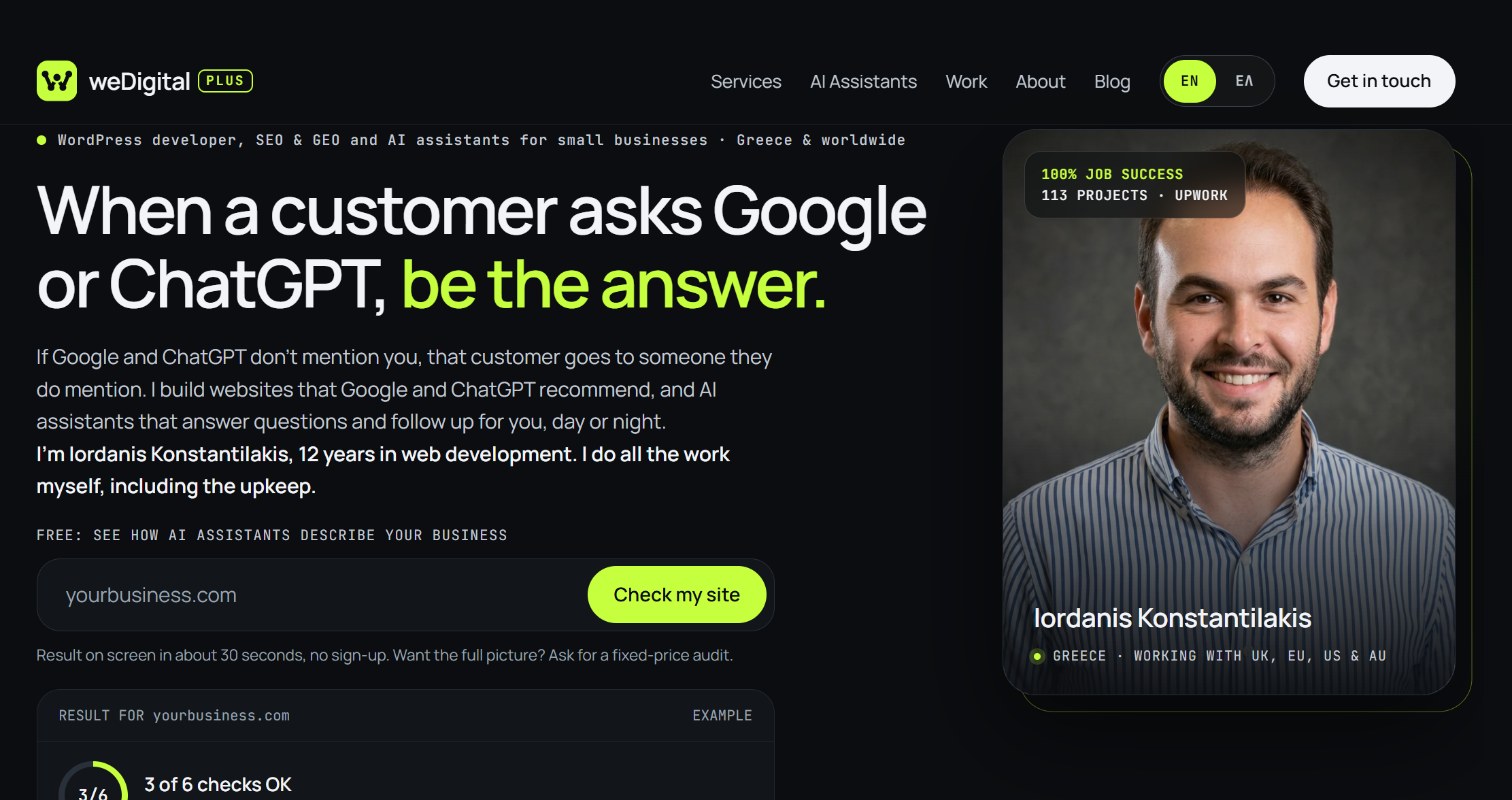 weDigital PLUS
Services AI Assistants Work About Blog EN ΕΛ Get in touch
WordPress developer, SEO & GEO and AI assistants for small businesses · Greece & worldwide
When a customer asks Google
or ChatGPT, be the answer.
If Google and ChatGPT don't mention you, that customer goes to someone they
do mention. I build websites that Google and ChatGPT recommend, and AI
assistants that answer questions and follow up for you, day or night.
I'm Iordanis Konstantilakis, 12 years in web development. I do all the work
myself, including the upkeep.
FREE: SEE HOW AI ASSISTANTS DESCRIBE YOUR BUSINESS
yourbusiness.com Check my site
Result on screen in about 30 seconds, no sign-up. Want the full picture? Ask for a fixed-price audit.
RESULT FOR yourbusiness.com EXAMPLE
3/6 3 of 6 checks OK
100% JOB SUCCESS
113 PROJECTS · UPWORK
Iordanis Konstantilakis
GREECE · WORKING WITH UK, EU, US & AU